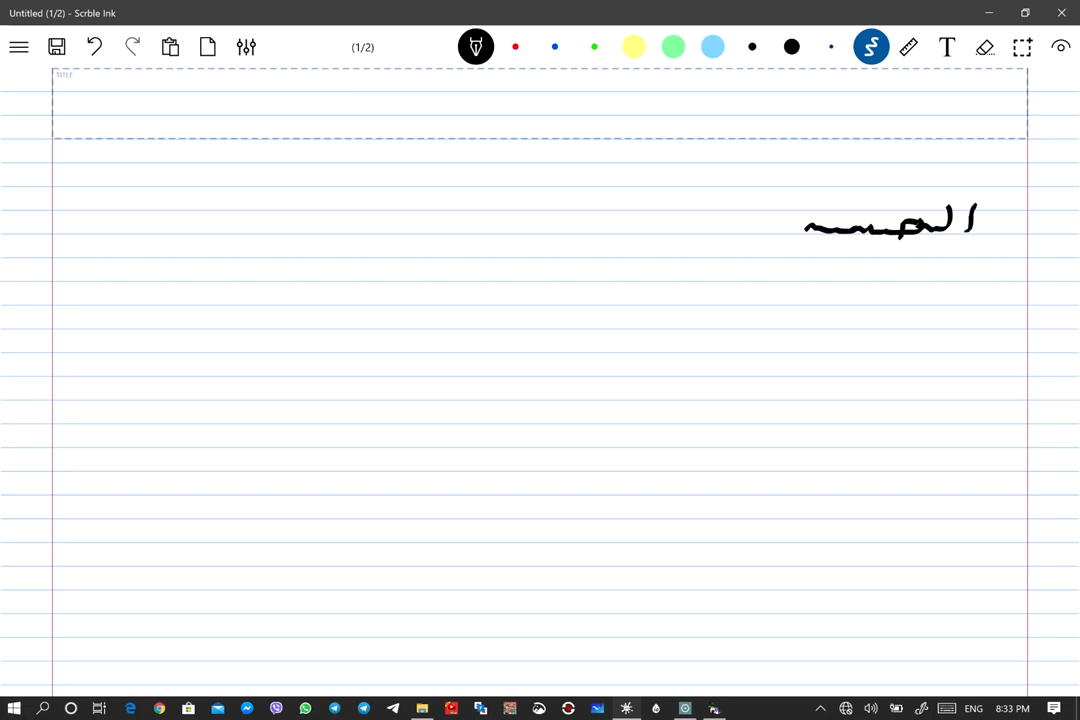 Untitled (1/2) - Scrble Ink
(1/2)
T
TITLE
ENG 8:33 PM